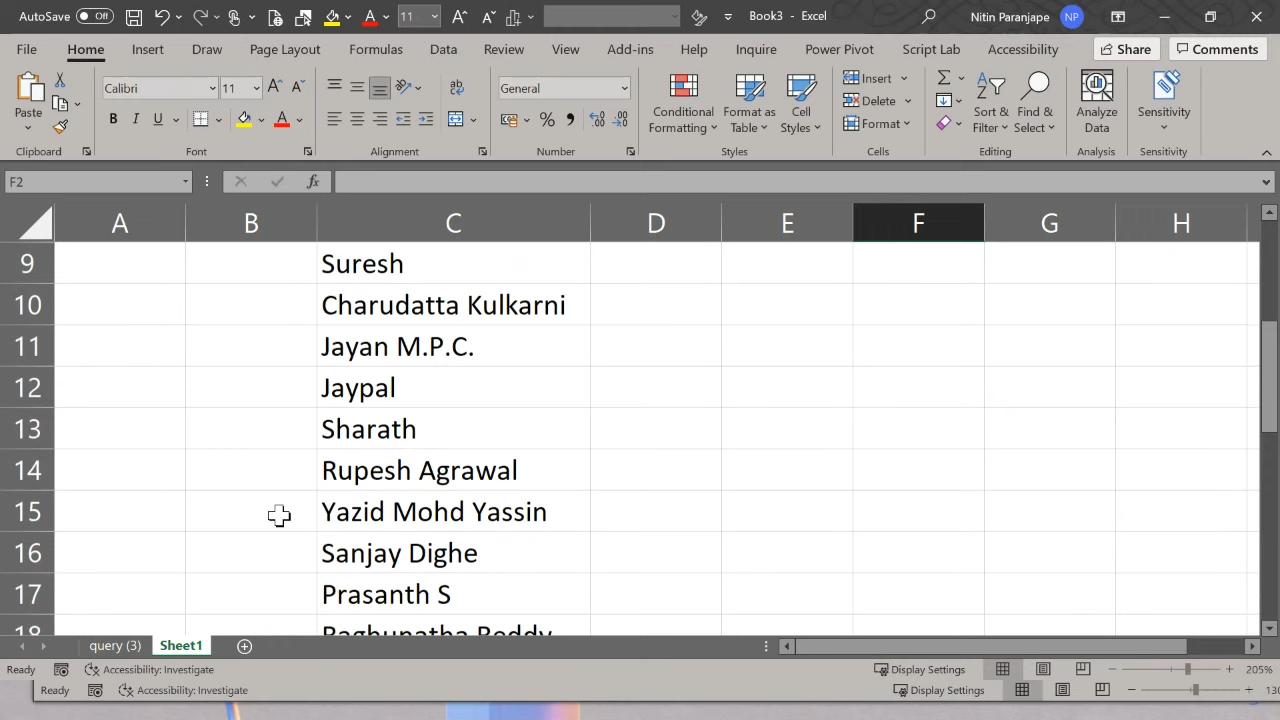 AutoSave Off 11 Book3 - Excel Nitin Paranjape NP
File Home Insert Draw Page Layout Formulas Data Review View Add-ins Help Inquire Power Pivot Script Lab Accessibility Share Comments
Paste Calibri 11 General Conditional Formatting Format as Table Cell Styles Insert Delete Format Sort & Filter Find & Select Analyze Data Sensitivity
Clipboard Font Alignment Number Styles Cells Editing Analysis Sensitivity
F2 fx
A B C D E F G H
9 Suresh
10 Charudatta Kulkarni
11 Jayan M.P.C.
12 Jaypal
13 Sharath
14 Rupesh Agrawal
15 Yazid Mohd Yassin
16 Sanjay Dighe
17 Prasanth S
18 Raghunatha Reddy
query (3) Sheet1
Ready Accessibility: Investigate Display Settings 205%
Ready Accessibility: Investigate Display Settings 130